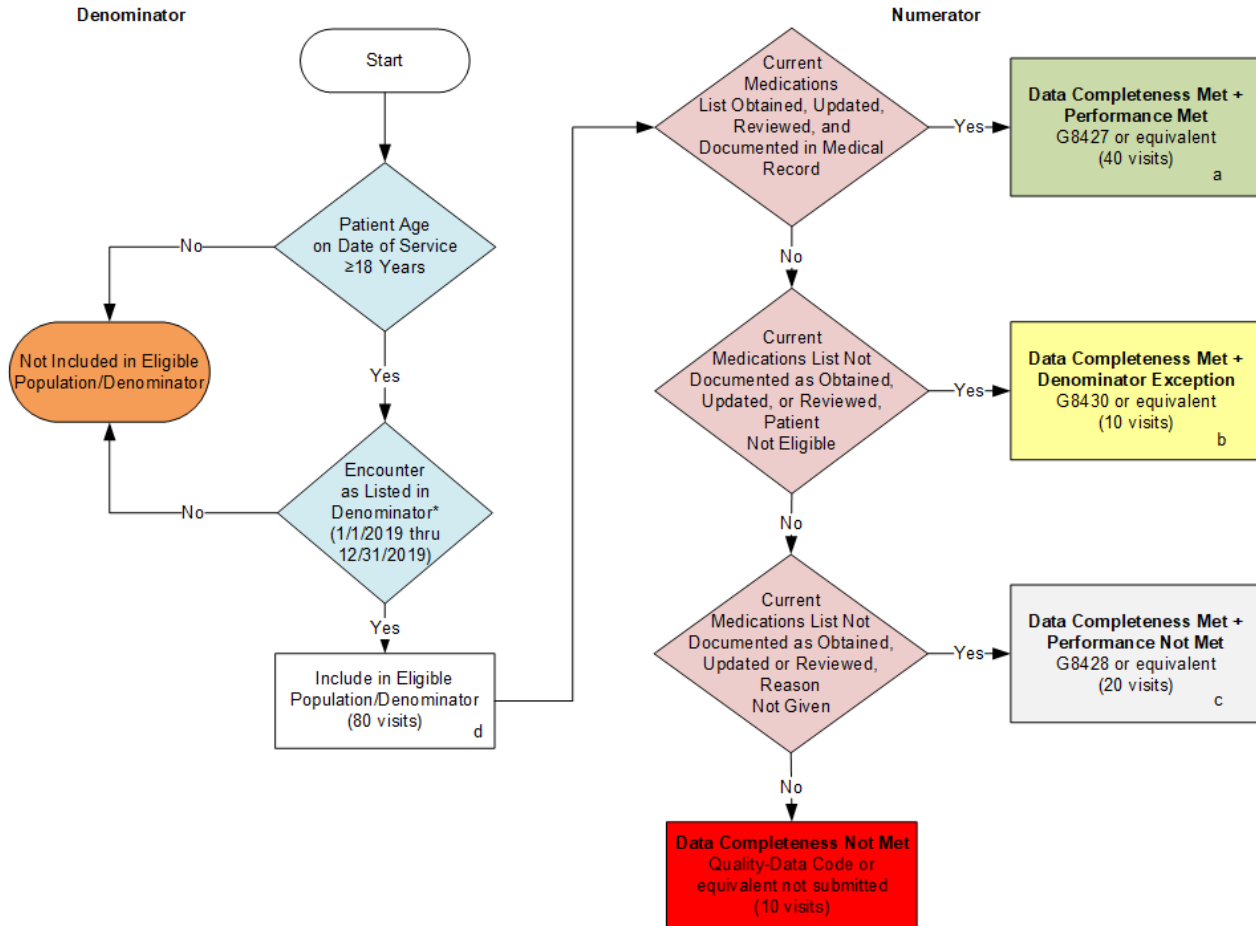 Denominator
Start
Patient Age
on Date of Service
≥18 Years
No
Yes
Not Included in Eligible
Population/Denominator
Encounter
as Listed in
Denominator*
(1/1/2019 thru
12/31/2019)
No
Yes
Include in Eligible
Population/Denominator
(80 visits)
d
Numerator
Current
Medications
List Obtained, Updated,
Reviewed, and
Documented in Medical
Record
Yes
Data Completeness Met +
Performance Met
G8427 or equivalent
(40 visits)
a
No
Current
Medications List Not
Documented as Obtained,
Updated, or Reviewed,
Patient
Not Eligible
Yes
Data Completeness Met +
Denominator Exception
G8430 or equivalent
(10 visits)
b
No
Current
Medications List Not
Documented as Obtained,
Updated or Reviewed,
Reason
Not Given
Yes
Data Completeness Met +
Performance Not Met
G8428 or equivalent
(20 visits)
c
No
Data Completeness Not Met
Quality-Data Code or
equivalent not submitted
(10 visits)